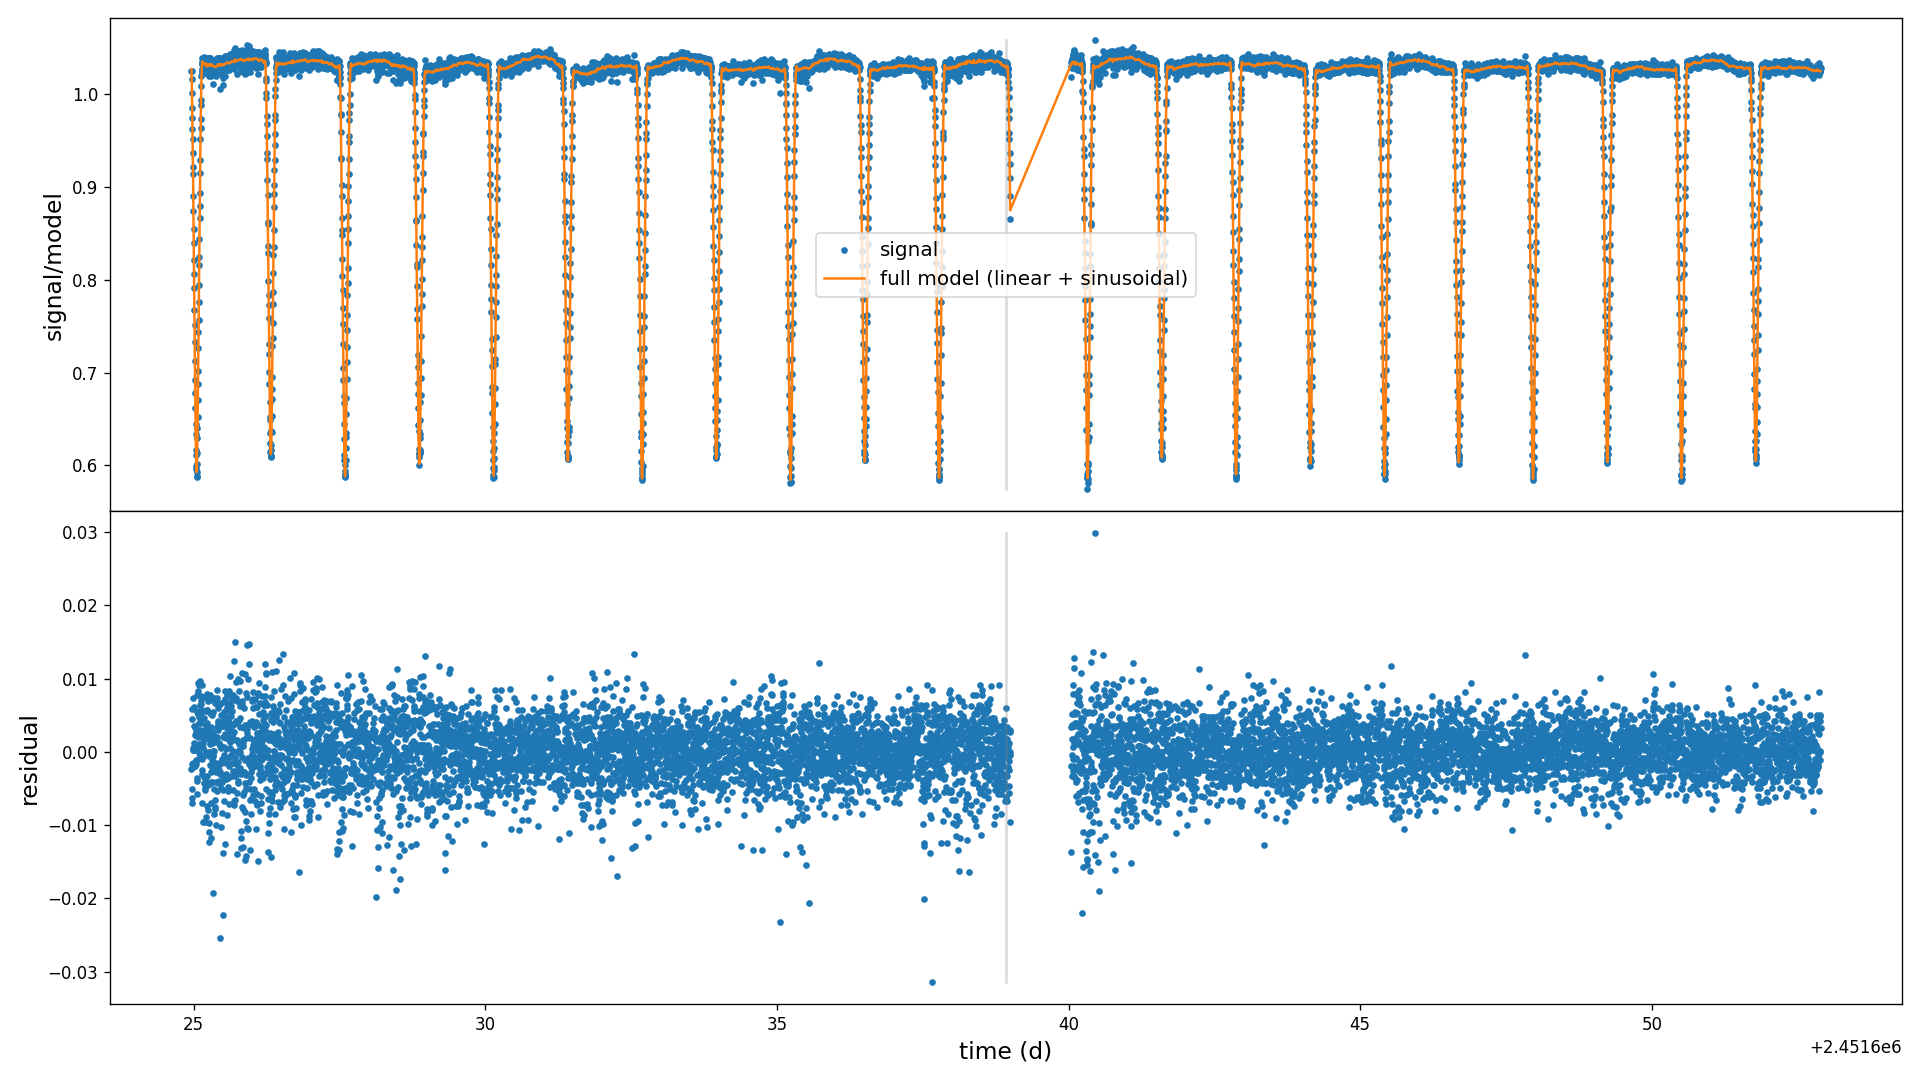 signal/model
1.0
0.9
0.8
0.7
0.6
signal
full model (linear + sinusoidal)
residual
0.03
0.02
0.01
0.00
−0.01
−0.02
−0.03
25 30 35 40 45 50
time (d)
+2.4516e6